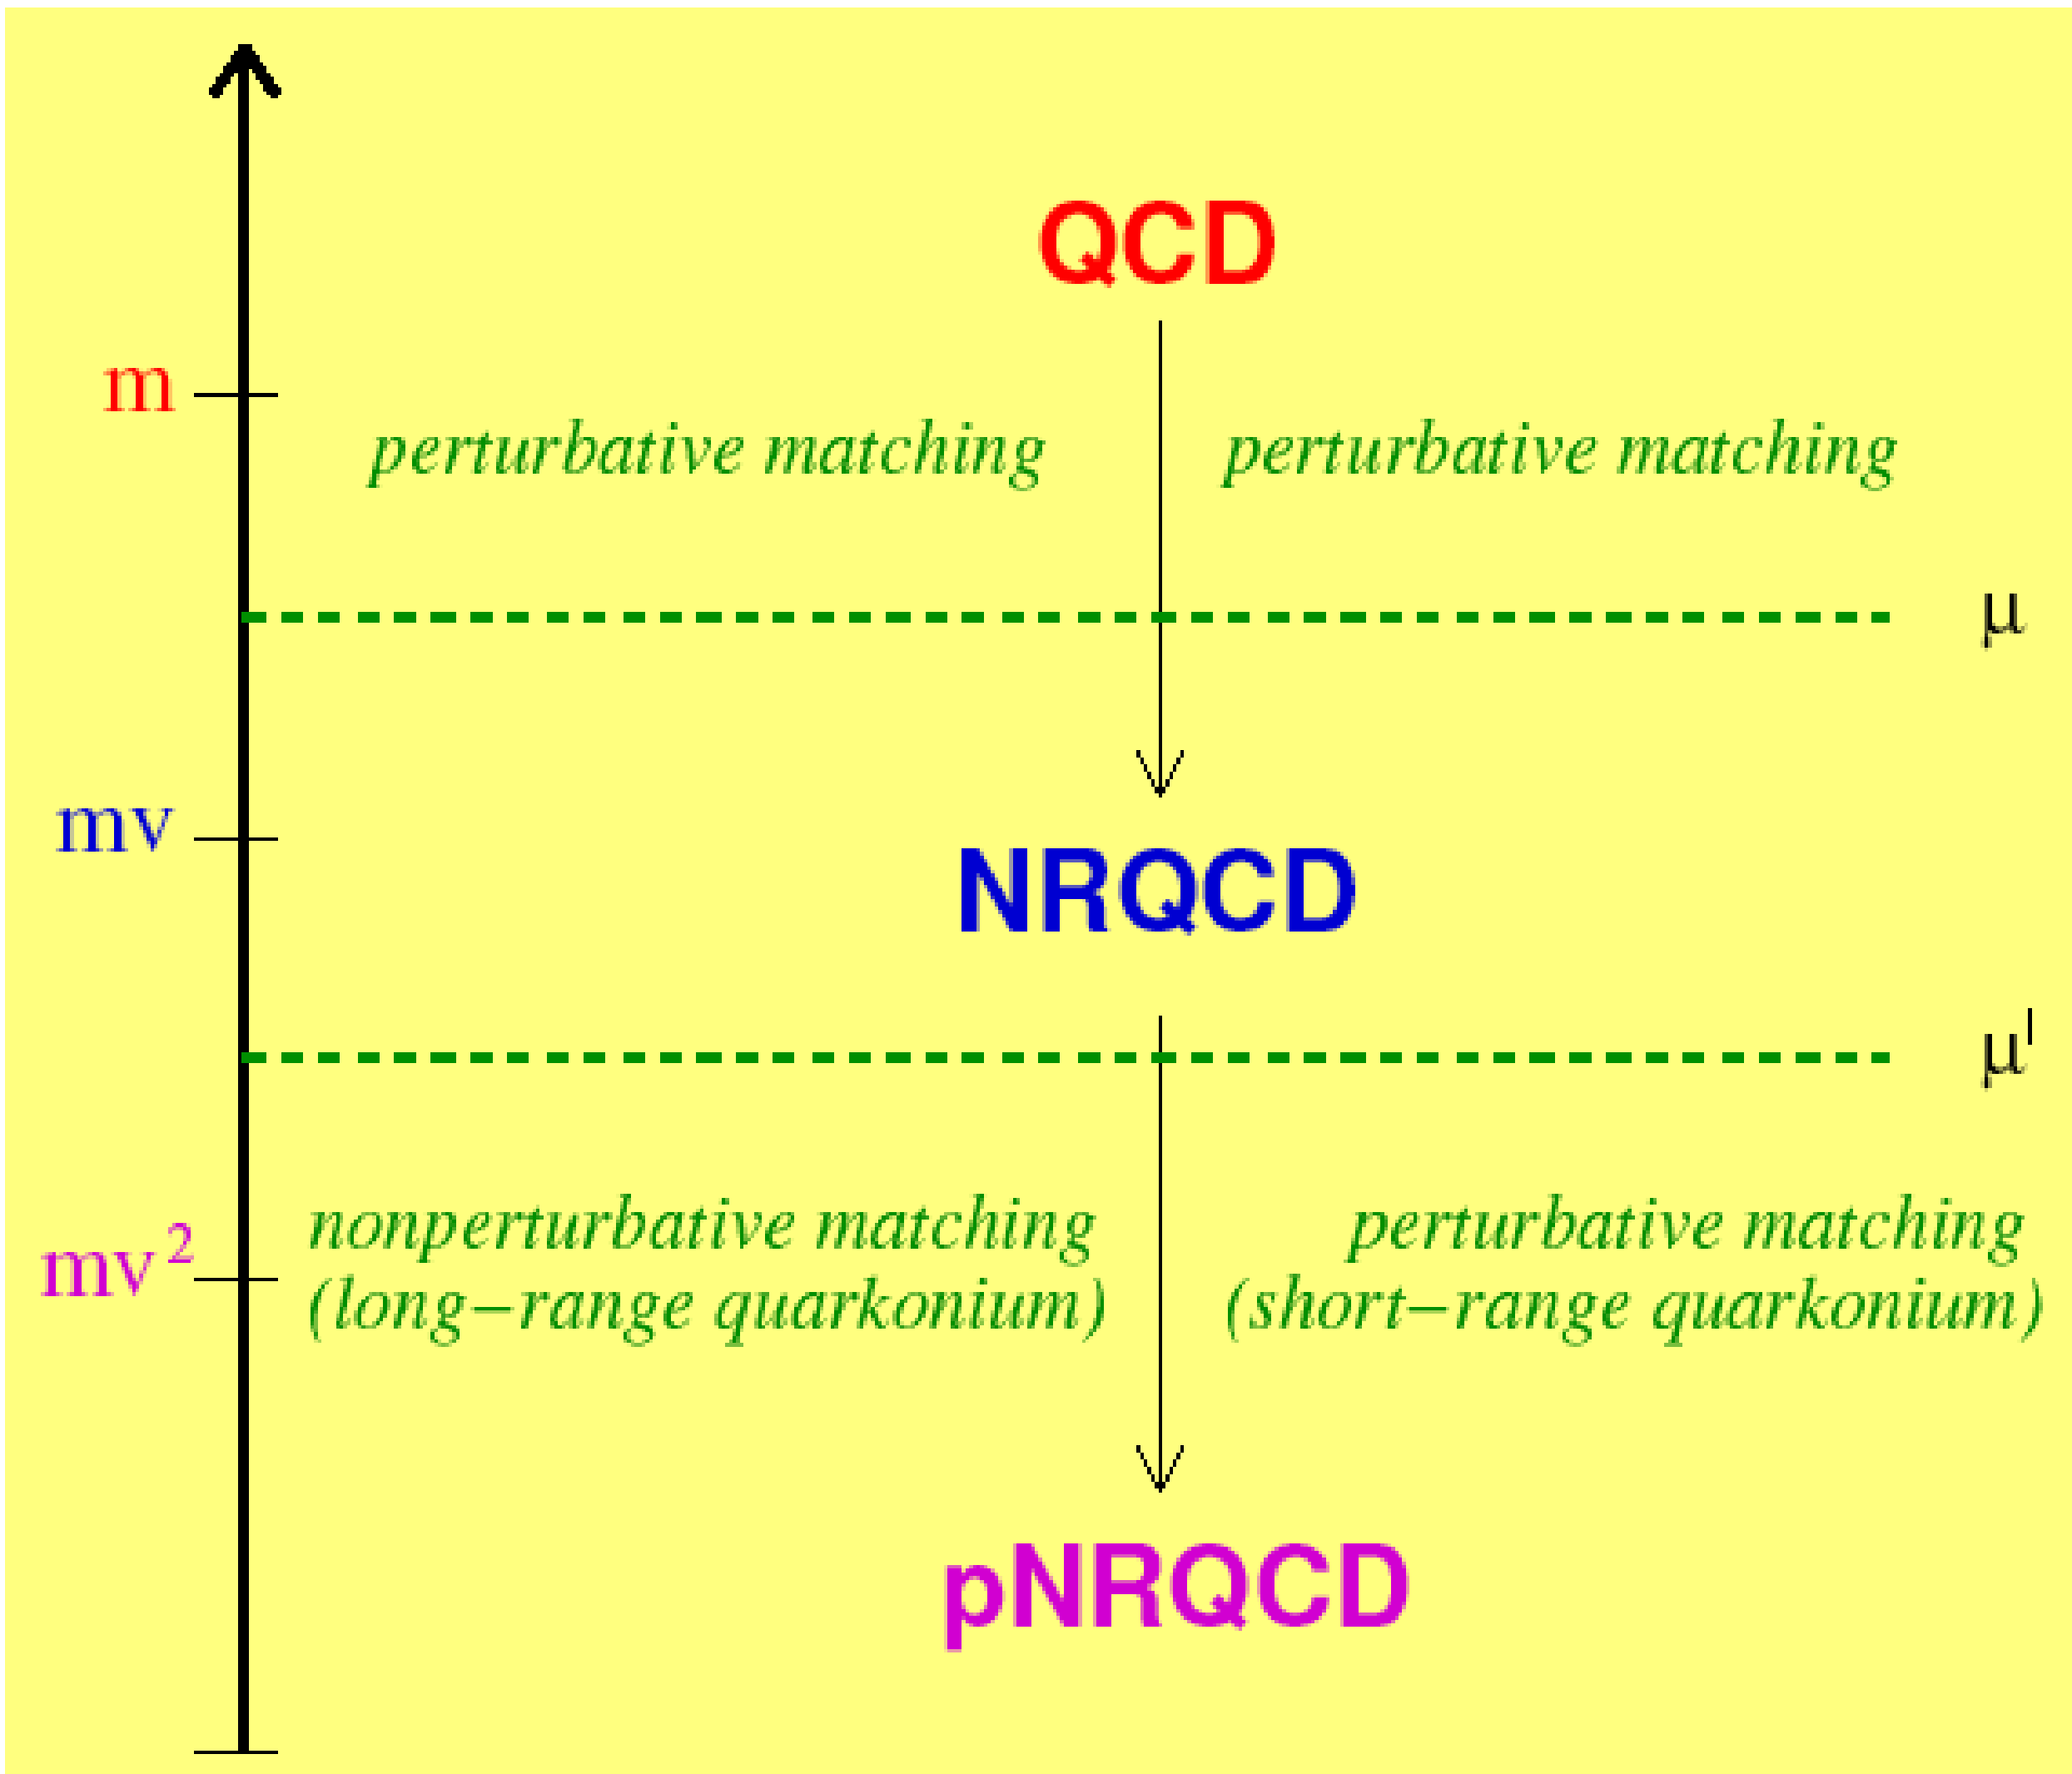 QCD
m
perturbative matching perturbative matching
μ
mv
NRQCD
μ'
nonperturbative matching perturbative matching
mv²
(long–range quarkonium) (short–range quarkonium)
pNRQCD